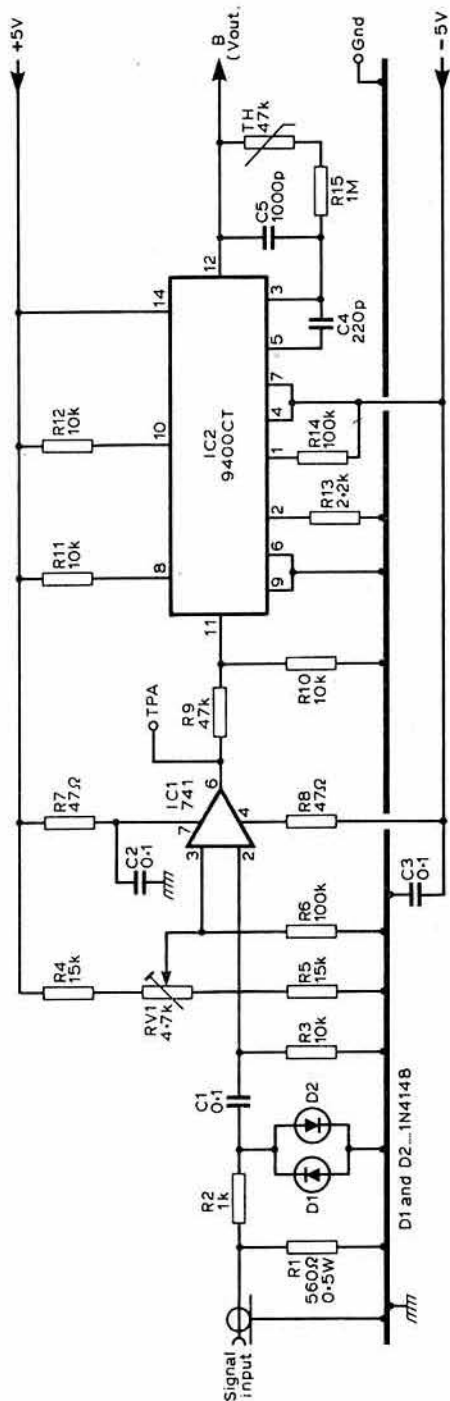 +5V
R4
15k
RV1
4·7k
R7
47Ω
C2
0·1
R11
10k
R12
10k
TPA
IC1
741
7
3
2
6
4
R9
47k
11
8
10
14
12
IC2
9400CT
9
6
2
1
4
7
5
3
B
(Vout.
TH
47k
C5
1000p
R15
1M
C4
220p
Signal
input
R2
1k
C1
0·1
R1
560Ω
0·5W
D1
D2
R3
10k
R5
15k
R6
100k
R8
47Ω
R10
10k
R13
2·2k
R14
100k
Gnd
C3
0·1
D1 and D2...1N4148
-5V